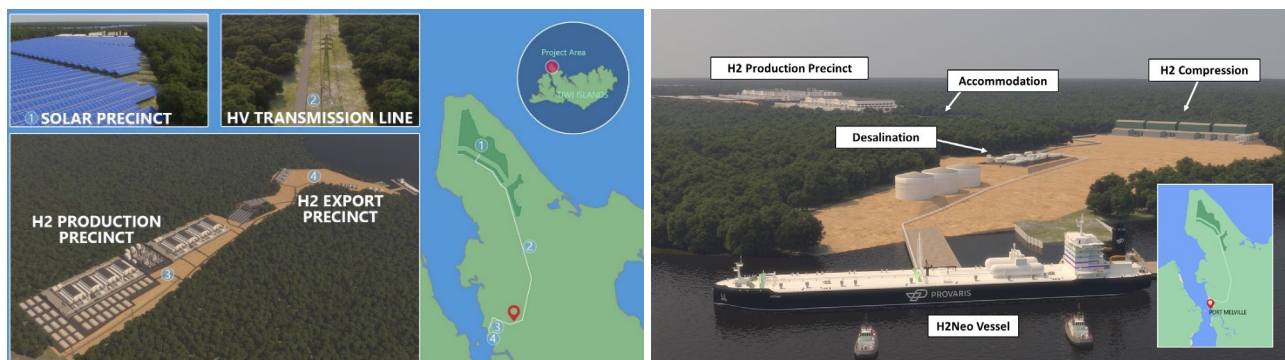 1 SOLAR PRECINCT
2
HV TRANSMISSION LINE
Project Area
TIWI ISLANDS
1
2
3
4
4
H2 EXPORT
PRECINCT
H2 PRODUCTION
PRECINCT
3
H2 Production Precinct
Accommodation
H2 Compression
Desalination
PROVARIS
H2Neo Vessel
PORT MELVILLE